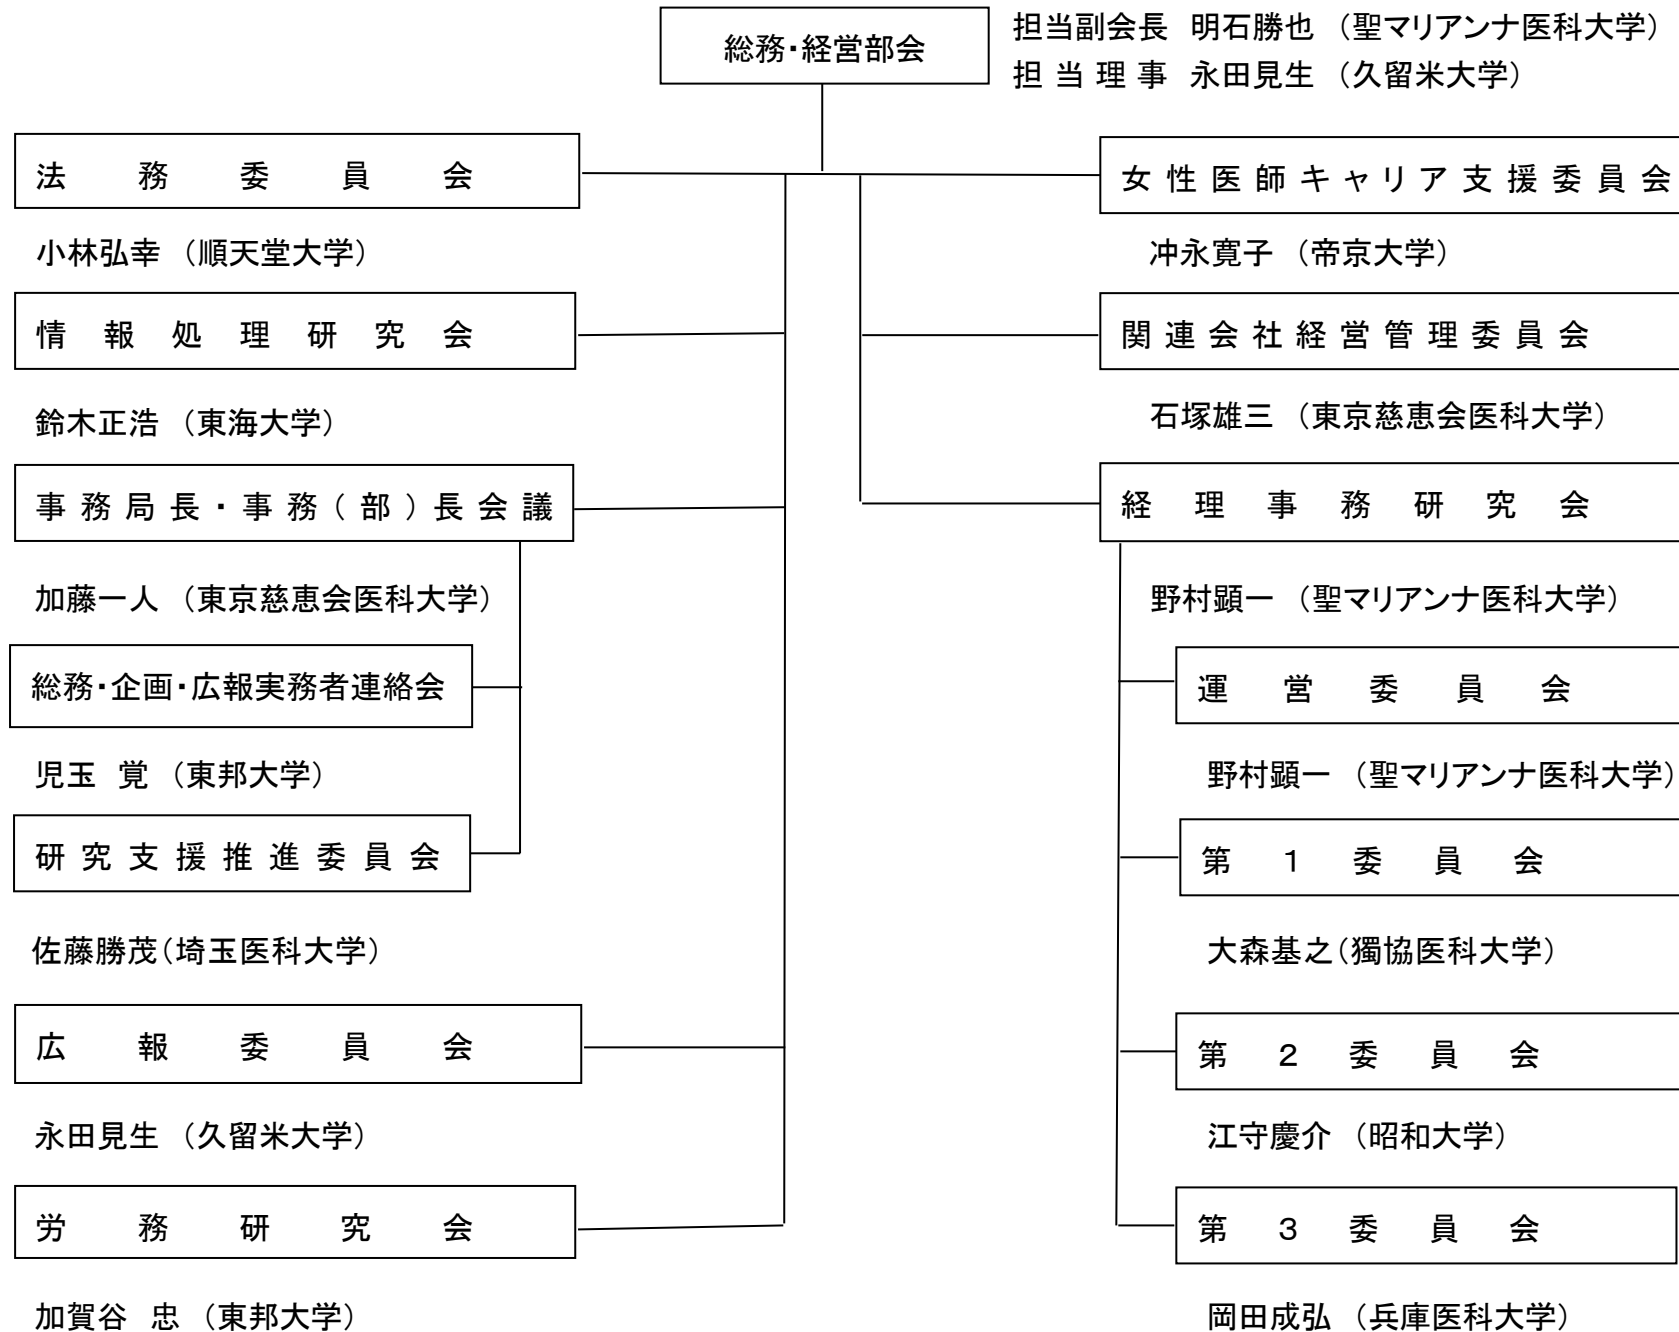 総務・経営部会
担当副会長 明石勝也 (聖マリアンナ医科大学)
担当理事 永田見生 (久留米大学)
法務委員会
小林弘幸 (順天堂大学)
情報処理研究会
鈴木正浩 (東海大学)
事務局長・事務(部)長会議
加藤一人 (東京慈恵会医科大学)
総務・企画・広報実務者連絡会
児玉 覚 (東邦大学)
研究支援推進委員会
佐藤勝茂(埼玉医科大学)
広報委員会
永田見生 (久留米大学)
労務研究会
加賀谷 忠 (東邦大学)
女性医師キャリア支援委員会
冲永寛子 (帝京大学)
関連会社経営管理委員会
石塚雄三 (東京慈恵会医科大学)
経理事務研究会
野村顕一 (聖マリアンナ医科大学)
運営委員会
野村顕一 (聖マリアンナ医科大学)
第1委員会
大森基之(獨協医科大学)
第2委員会
江守慶介 (昭和大学)
第3委員会
岡田成弘 (兵庫医科大学)